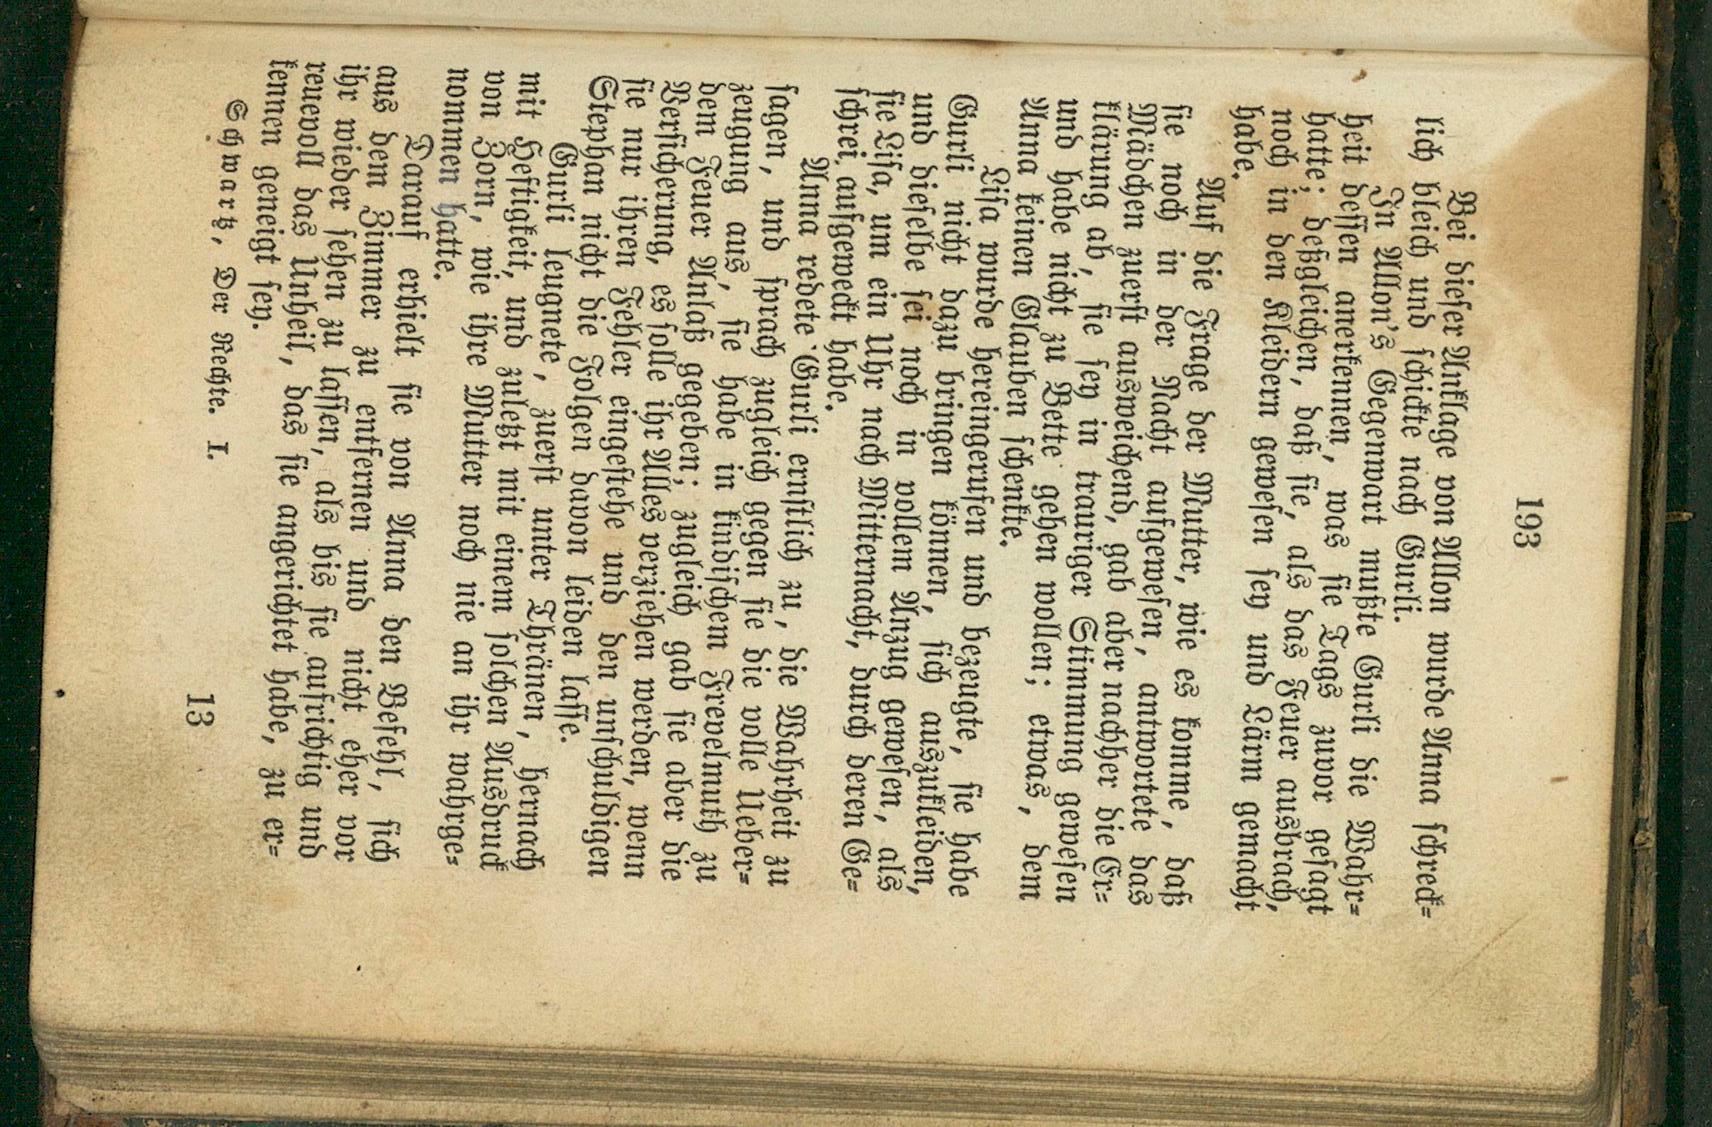 193
Bei dieser Anklage von Allon wurde Anna schreck=
lich bleich und schickte nach Gurli.
In Allon's Gegenwart mußte Gurli die Wahr=
heit dessen anerkennen, was sie Tags zuvor gesagt
hatte; deßgleichen, daß sie, als das Feuer ausbrach,
noch in den Kleidern gewesen sey und Lärm gemacht
habe.
Auf die Frage der Mutter, wie es komme, daß
sie noch in der Nacht aufgewesen, antwortete das
Mädchen zuerst ausweichend, gab aber nachher die Er=
klärung ab, sie sey in trauriger Stimmung gewesen
und habe nicht zu Bette gehen wollen; etwas, dem
Anna keinen Glauben schenkte.
Lisa wurde hereingerufen und bezeugte, sie habe
Gurli nicht dazu bringen können, sich auszukleiden,
und dieselbe sei noch in vollem Anzug gewesen, als
sie Lisa, um ein Uhr nach Mitternacht, durch deren Ge=
schrei aufgeweckt habe.
Anna redete Gurli ernstlich zu, die Wahrheit zu
sagen, und sprach zugleich gegen sie die volle Ueber=
zeugung aus, sie habe in kindischem Frevelmuth zu
dem Feuer Anlaß gegeben; zugleich gab sie aber die
Versicherung, es solle ihr Alles verziehen werden, wenn
sie nur ihren Fehler eingestehe und den unschuldigen
Stephan nicht die Folgen davon leiden lasse.
Gurli leugnete, zuerst unter Thränen, hernach
mit Heftigkeit, und zuletzt mit einem solchen Ausdruck
von Zorn, wie ihre Mutter noch nie an ihr wahrge=
nommen hatte.
Darauf erhielt sie von Anna den Befehl, sich
aus dem Zimmer zu entfernen und nicht eher vor
ihr wieder sehen zu lassen, als bis sie aufrichtig und
reuevoll das Unheil, das sie angerichtet habe, zu er=
kennen geneigt sey.
Schwartz, Der Rechte. I. 13